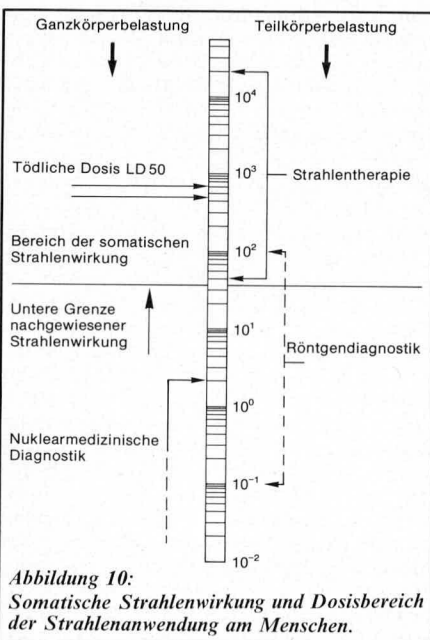 Ganzkörperbelastung
Teilkörperbelastung
10⁴
Tödliche Dosis LD 50
10³
Strahlentherapie
Bereich der somatischen
Strahlenwirkung
10²
Untere Grenze
nachgewiesener
Strahlenwirkung
10¹
Röntgendiagnostik
10⁰
Nuklearmedizinische
Diagnostik
10⁻¹
10⁻²
Abbildung 10:
Somatische Strahlenwirkung und Dosisbereich
der Strahlenanwendung am Menschen.